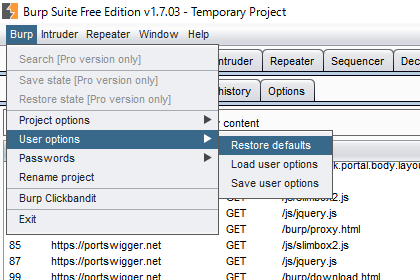 Burp Suite Free Edition v1.7.03 - Temporary Project
Burp Intruder Repeater Window Help
Search [Pro version only]
Save state [Pro version only]
Restore state [Pro version only]
Project options
User options
Passwords
Rename project
Burp Clickbandit
Exit
Restore defaults
Load user options
Save user options
Intruder Repeater Sequencer Dec
history Options
content
.portal.body.layou
GET /js/slimbox2.js
GET /js/jquery.js
GET /burp/proxy.html
85 https://portswigger.net GET /js/slimbox2.js
87 https://portswigger.net GET /js/jquery.js
99 https://portswigger.net GET /burp/download.html